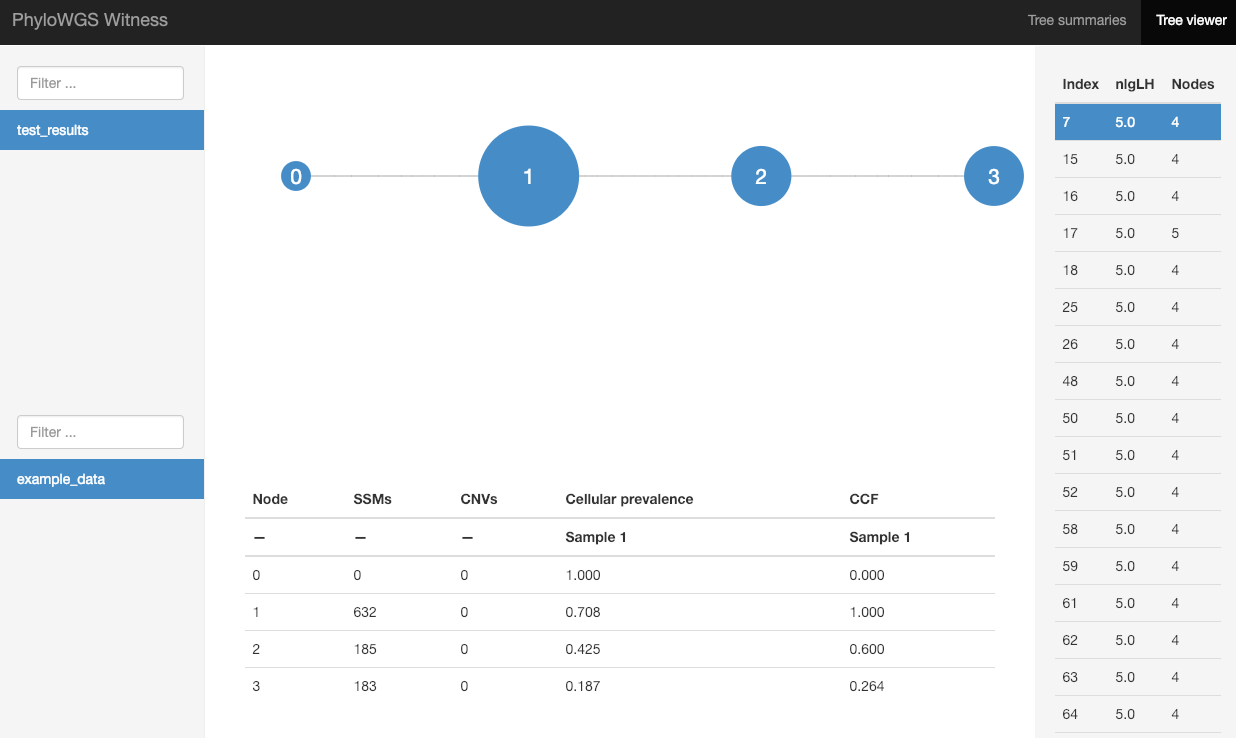 PhyloWGS Witness
Tree summaries Tree viewer
Filter ...
test_results
Filter ...
example_data
0 1 2 3
Node SSMs CNVs Cellular prevalence CCF
– – – Sample 1 Sample 1
0 0 0 1.000 0.000
1 632 0 0.708 1.000
2 185 0 0.425 0.600
3 183 0 0.187 0.264
Index nlgLH Nodes
7 5.0 4
15 5.0 4
16 5.0 4
17 5.0 5
18 5.0 4
25 5.0 4
26 5.0 4
48 5.0 4
50 5.0 4
51 5.0 4
52 5.0 4
58 5.0 4
59 5.0 4
61 5.0 4
62 5.0 4
63 5.0 4
64 5.0 4